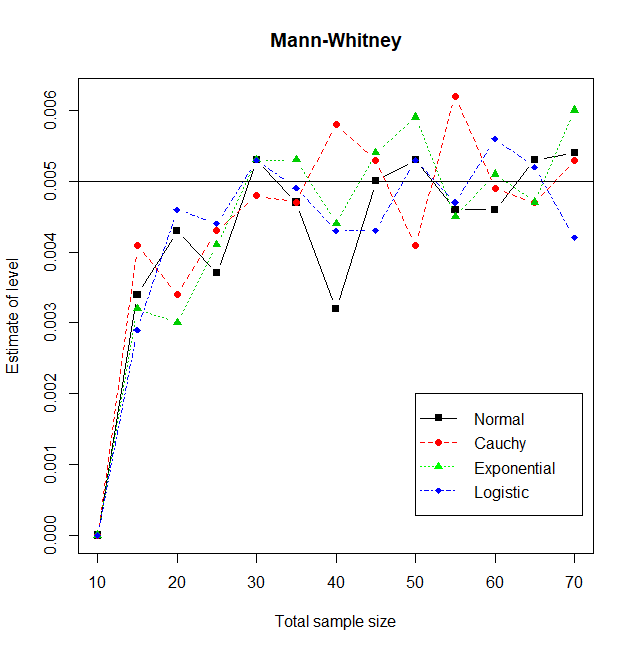 Mann-Whitney
Estimate of level
0.006
0.005
0.004
0.003
0.002
0.001
0.000
10 20 30 40 50 60 70
Total sample size
Normal
Cauchy
Exponential
Logistic